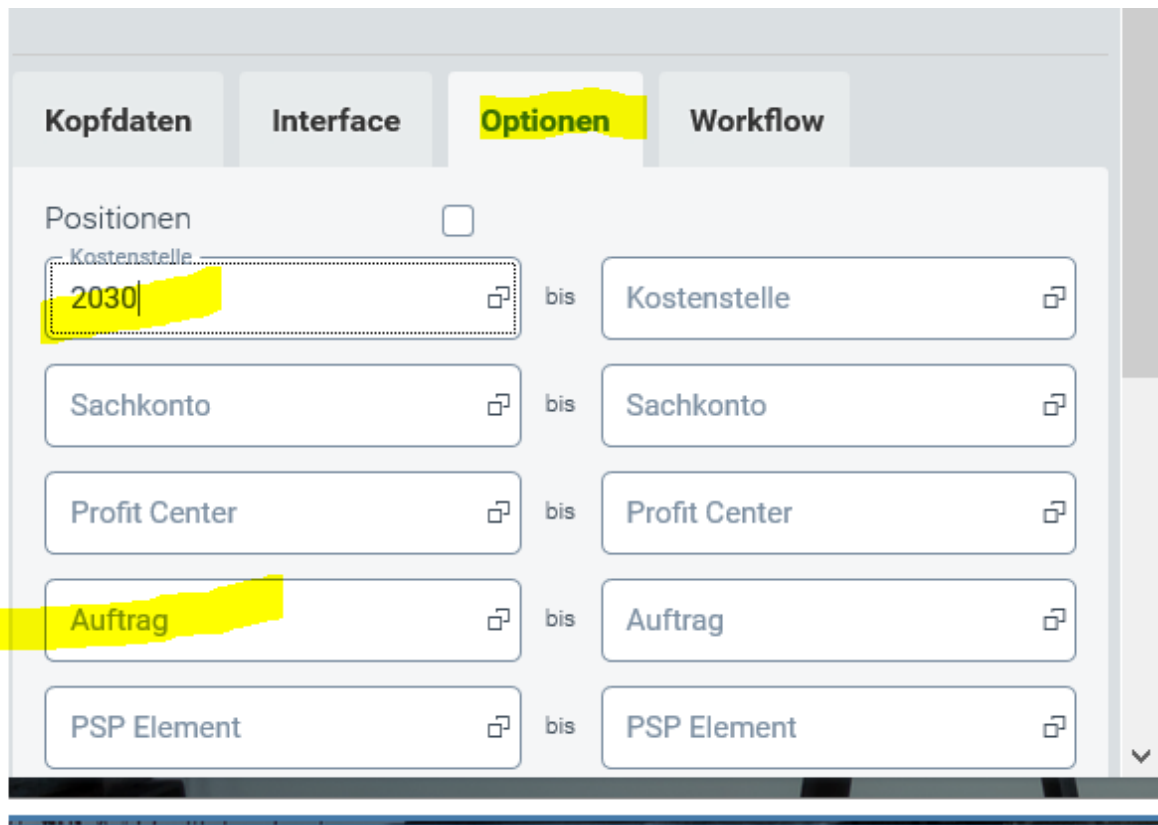 Kopfdaten Interface Optionen Workflow
Positionen
Kostenstelle
2030 bis Kostenstelle
Sachkonto bis Sachkonto
Profit Center bis Profit Center
Auftrag bis Auftrag
PSP Element bis PSP Element